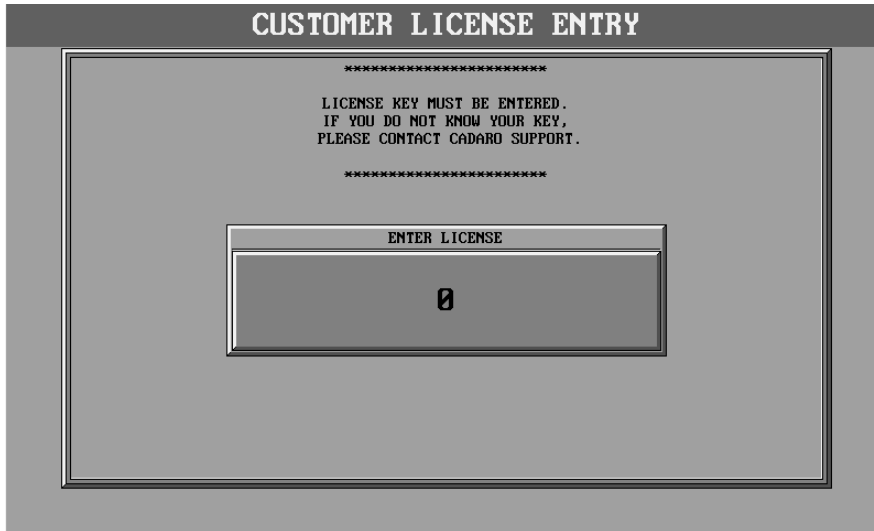 CUSTOMER LICENSE ENTRY
***********************
LICENSE KEY MUST BE ENTERED.
IF YOU DO NOT KNOW YOUR KEY,
PLEASE CONTACT CADARO SUPPORT.
***********************
ENTER LICENSE
0